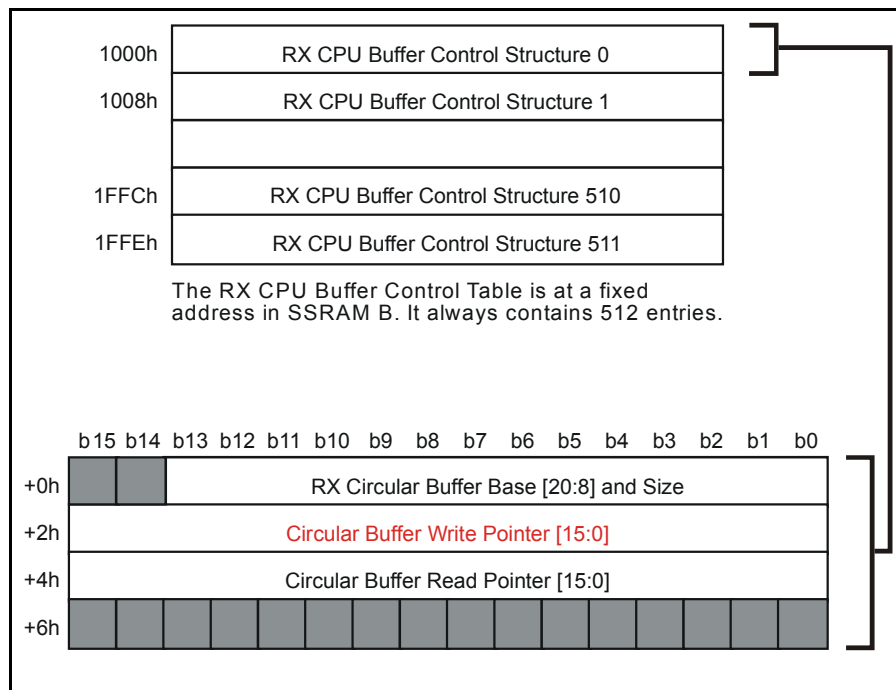 1000h RX CPU Buffer Control Structure 0
1008h RX CPU Buffer Control Structure 1
1FFCh RX CPU Buffer Control Structure 510
1FFEh RX CPU Buffer Control Structure 511
The RX CPU Buffer Control Table is at a fixed
address in SSRAM B. It always contains 512 entries.
b15 b14 b13 b12 b11 b10 b9 b8 b7 b6 b5 b4 b3 b2 b1 b0
+0h RX Circular Buffer Base [20:8] and Size
+2h Circular Buffer Write Pointer [15:0]
+4h Circular Buffer Read Pointer [15:0]
+6h